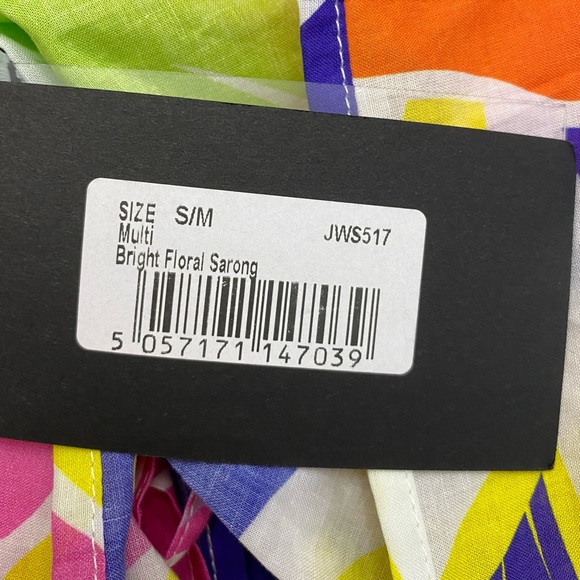 SIZE S/M
Multi JWS517
Bright Floral Sarong
5 057171 147039